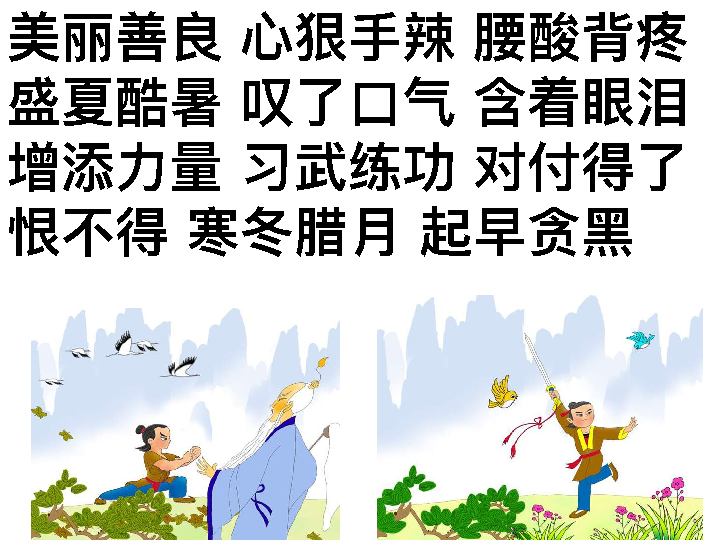 美丽善良 心狠手辣 腰酸背疼
盛夏酷暑 叹了口气 含着眼泪
增添力量 习武练功 对付得了
恨不得 寒冬腊月 起早贪黑